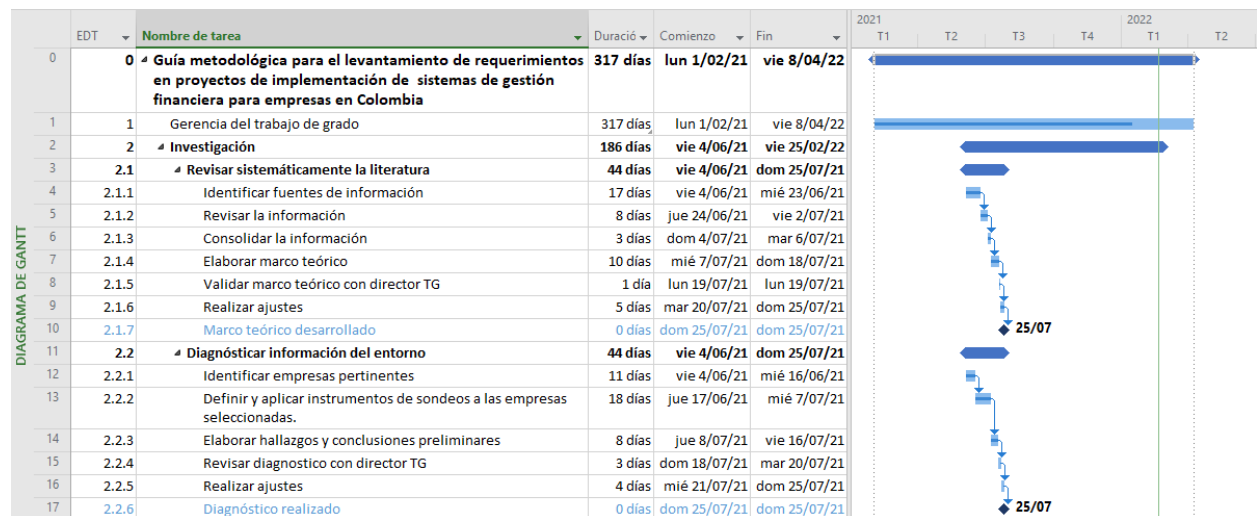 2021 2022
EDT Nombre de tarea Duració Comienzo Fin T1 T2 T3 T4 T1 T2
0 0 Guía metodológica para el levantamiento de requerimientos 317 días lun 1/02/21 vie 8/04/22
en proyectos de implementación de sistemas de gestión
financiera para empresas en Colombia
1 1 Gerencia del trabajo de grado 317 días lun 1/02/21 vie 8/04/22
2 2 Investigación 186 días vie 4/06/21 vie 25/02/22
3 2.1 Revisar sistemáticamente la literatura 44 días vie 4/06/21 dom 25/07/21
4 2.1.1 Identificar fuentes de información 17 días vie 4/06/21 mié 23/06/21
5 2.1.2 Revisar la información 8 días jue 24/06/21 vie 2/07/21
6 2.1.3 Consolidar la información 3 días dom 4/07/21 mar 6/07/21
7 2.1.4 Elaborar marco teórico 10 días mié 7/07/21 dom 18/07/21
8 2.1.5 Validar marco teórico con director TG 1 día lun 19/07/21 lun 19/07/21
9 2.1.6 Realizar ajustes 5 días mar 20/07/21 dom 25/07/21
10 2.1.7 Marco teórico desarrollado 0 días dom 25/07/21 dom 25/07/21 25/07
11 2.2 Diagnósticar información del entorno 44 días vie 4/06/21 dom 25/07/21
12 2.2.1 Identificar empresas pertinentes 11 días vie 4/06/21 mié 16/06/21
13 2.2.2 Definir y aplicar instrumentos de sondeos a las empresas 18 días jue 17/06/21 mié 7/07/21
seleccionadas.
14 2.2.3 Elaborar hallazgos y conclusiones preliminares 8 días jue 8/07/21 vie 16/07/21
15 2.2.4 Revisar diagnostico con director TG 3 días dom 18/07/21 mar 20/07/21
16 2.2.5 Realizar ajustes 4 días mié 21/07/21 dom 25/07/21
17 2.2.6 Diagnóstico realizado 0 días dom 25/07/21 dom 25/07/21 25/07
DIAGRAMA DE GANTT